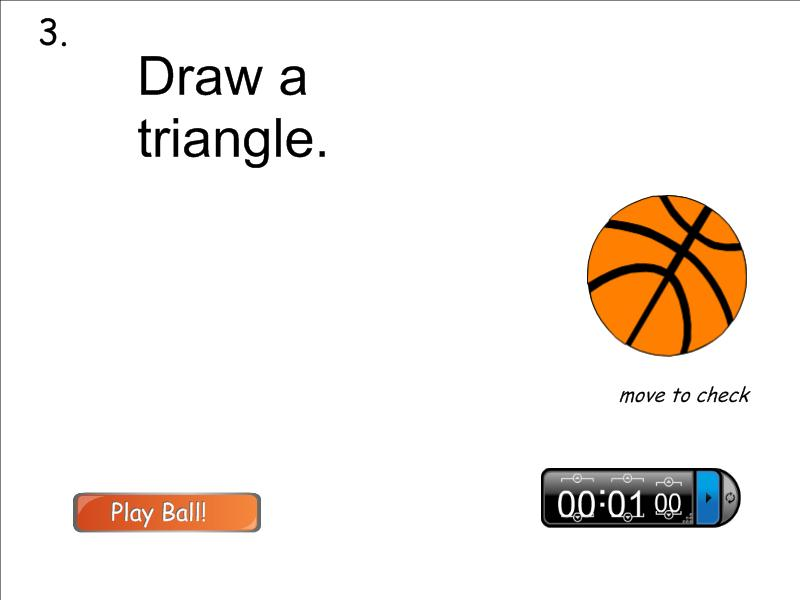 3.
Draw a
triangle.
move to check
Play Ball!
00:01 00